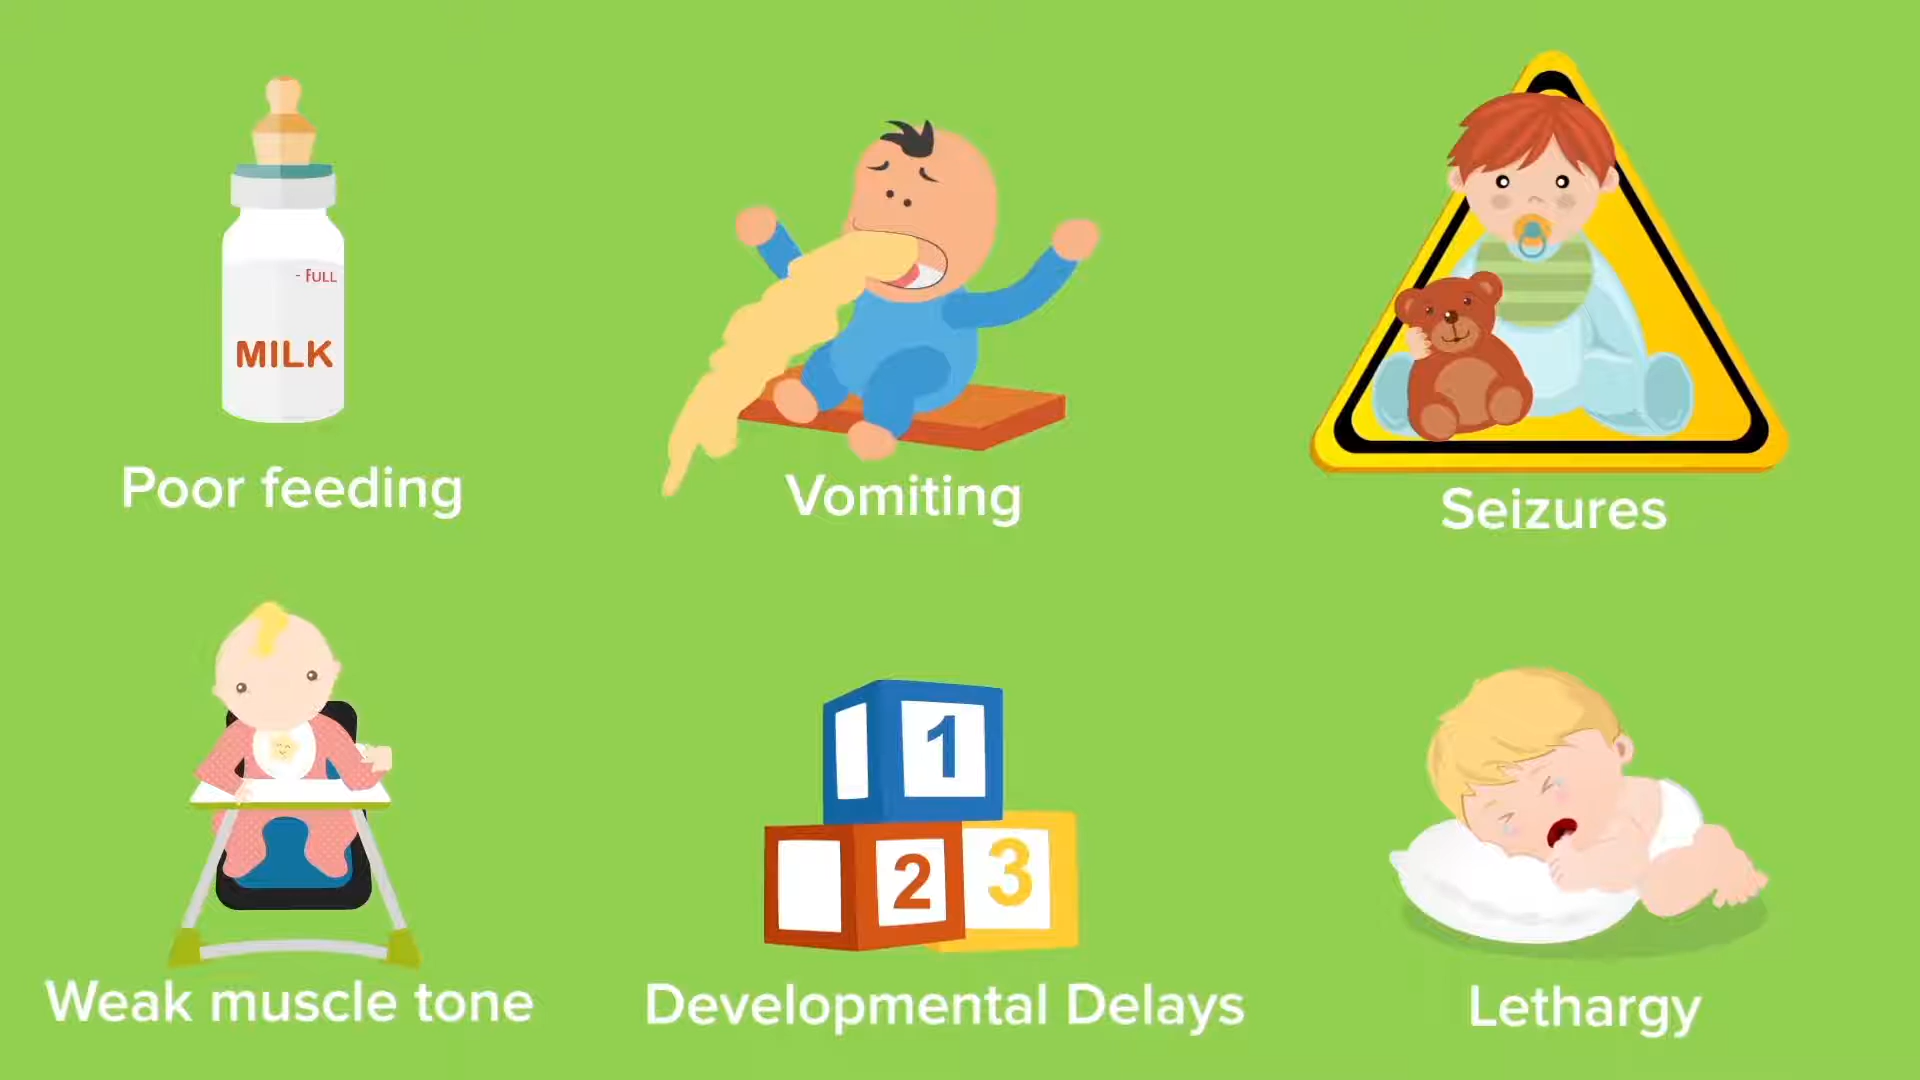 - FULL
MILK
Poor feeding
Vomiting
Seizures
1
2
3
Weak muscle tone
Developmental Delays
Lethargy